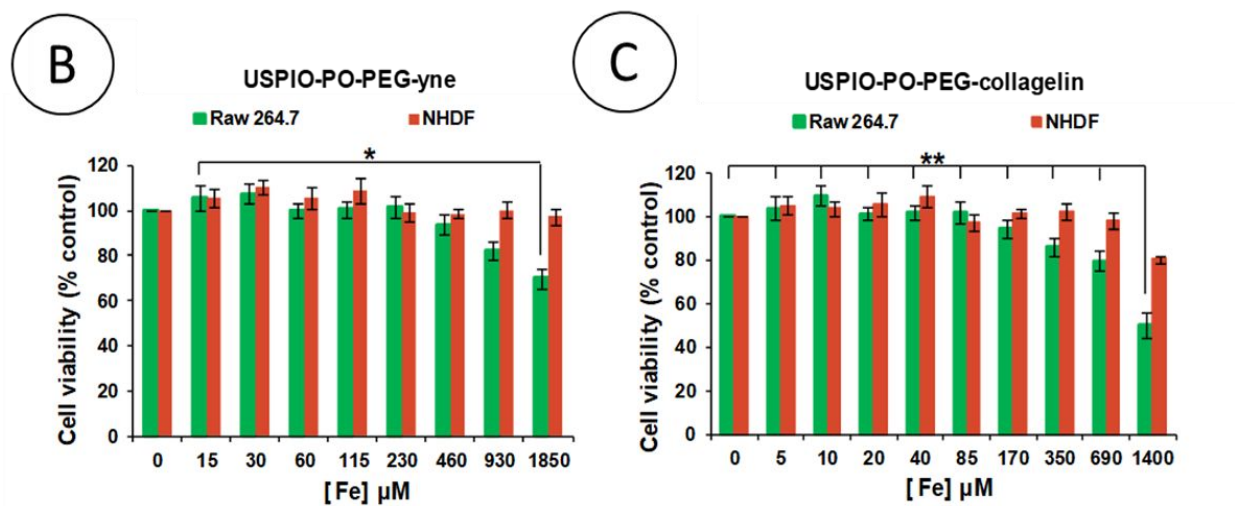 B
USPIO-PO-PEG-yne
Raw 264.7 NHDF
*
Cell viability (% control)
120
100
80
60
40
20
0
0 15 30 60 115 230 460 930 1850
[Fe] µM
C
USPIO-PO-PEG-collagelin
Raw 264.7 NHDF
**
Cell viability (% control)
120
100
80
60
40
20
0
0 5 10 20 40 85 170 350 690 1400
[Fe] µM